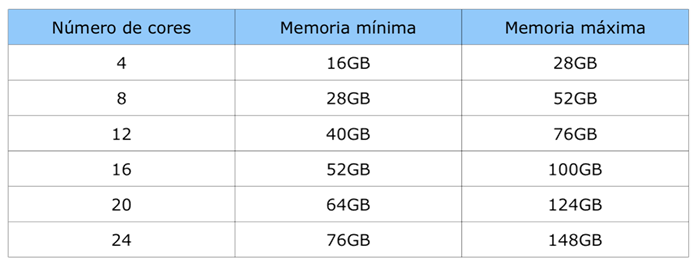 Número de cores Memoria mínima Memoria máxima
4 16GB 28GB
8 28GB 52GB
12 40GB 76GB
16 52GB 100GB
20 64GB 124GB
24 76GB 148GB